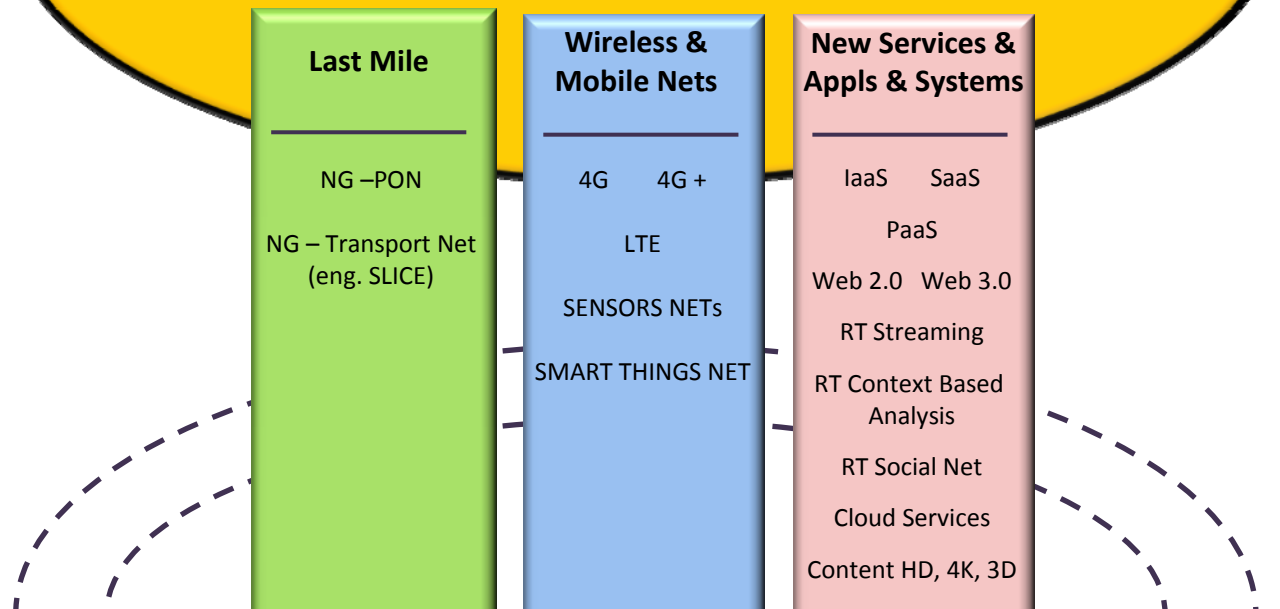 Last Mile
NG –PON
NG – Transport Net
(eng. SLICE)
Wireless &
Mobile Nets
4G 4G +
LTE
SENSORS NETs
SMART THINGS NET
New Services &
Appls & Systems
IaaS SaaS
PaaS
Web 2.0 Web 3.0
RT Streaming
RT Context Based
Analysis
RT Social Net
Cloud Services
Content HD, 4K, 3D